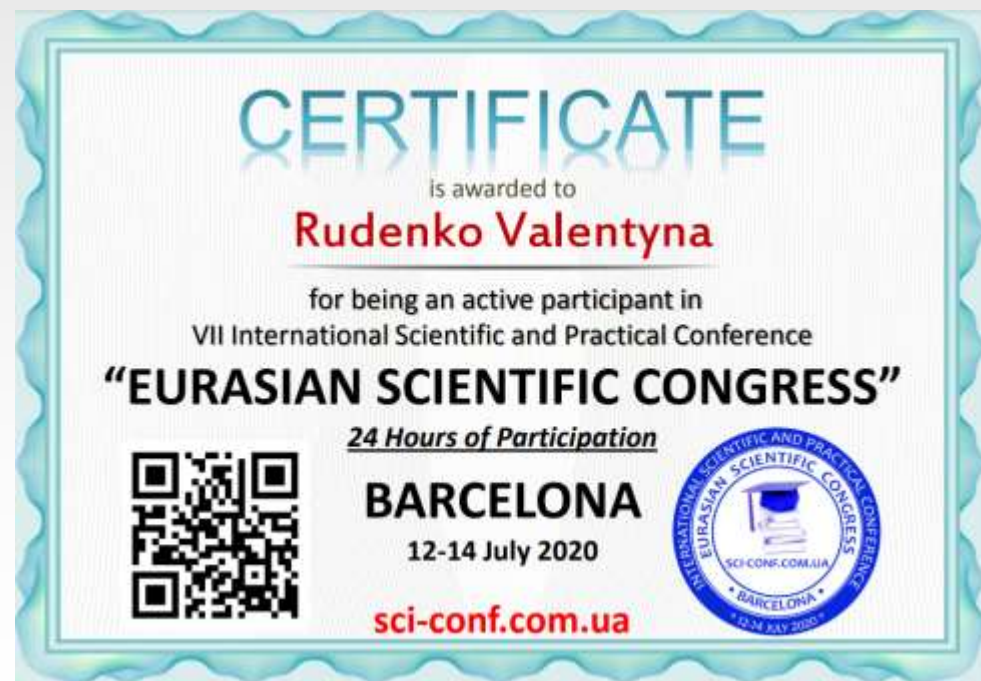 CERTIFICATE
is awarded to
Rudenko Valentyna
for being an active participant in
VII International Scientific and Practical Conference
“EURASIAN SCIENTIFIC CONGRESS”
24 Hours of Participation
BARCELONA
12-14 July 2020
sci-conf.com.ua
INTERNATIONAL SCIENTIFIC AND PRACTICAL CONFERENCE
EURASIAN SCIENTIFIC CONGRESS
SCI-CONF.COM.UA
• BARCELONA •
• 12-14 JULY 2020 •